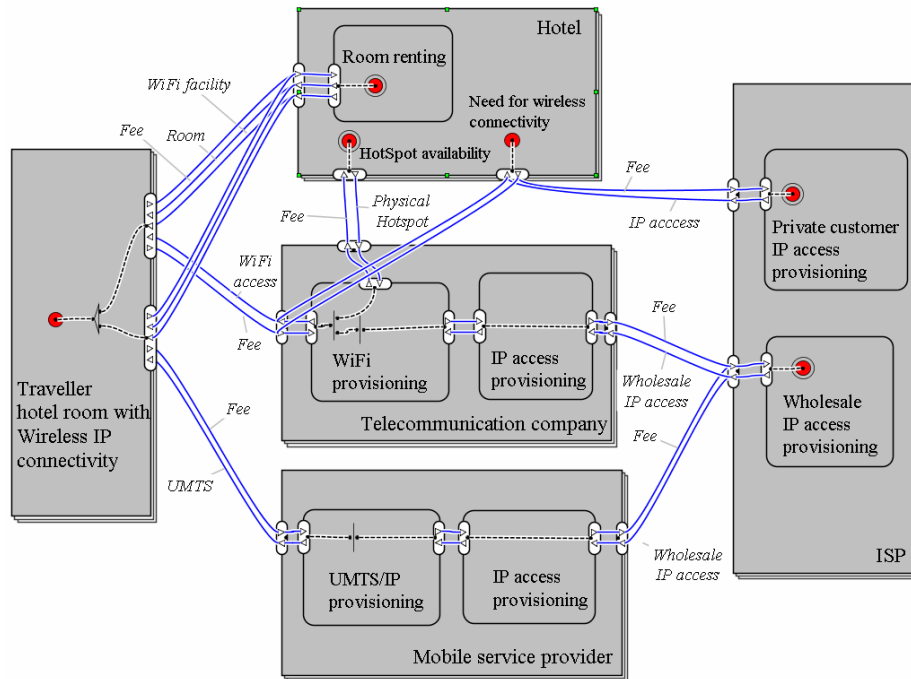 Hotel
Room renting
WiFi facility
Need for wireless
connectivity
Fee
Room
HotSpot availability
Fee
Physical
Hotspot
Fee
IP acccess
Private customer
IP access
provisioning
WiFi
access
Fee
WiFi
provisioning
IP access
provisioning
Telecommunication company
Fee
Wholesale
IP access
Fee
Wholesale
IP access
provisioning
Traveller
hotel room with
Wireless IP
connectivity
Fee
UMTS
UMTS/IP
provisioning
IP access
provisioning
Wholesale
IP access
ISP
Mobile service provider